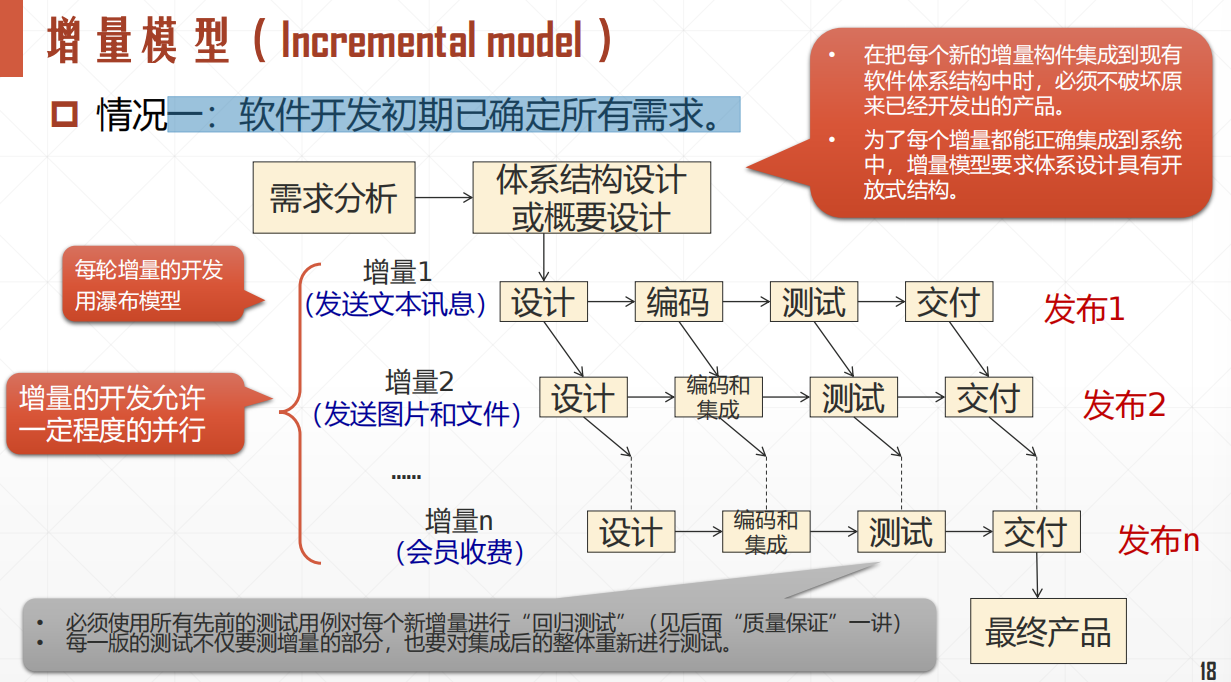 增量模型（Incremental model）
情况一：软件开发初期已确定所有需求。
• 在把每个新的增量构件集成到现有
软件体系结构中时，必须不破坏原
来已经开发出的产品。
• 为了每个增量都能正确集成到系统
中，增量模型要求体系设计具有开
放式结构。
需求分析
体系结构设计
或概要设计
每轮增量的开发
用瀑布模型
增量1
(发送文本讯息)
设计
编码
测试
交付
发布1
增量的开发允许
一定程度的并行
增量2
(发送图片和文件)
设计
编码和
集成
测试
交付
发布2
……
增量n
(会员收费)
设计
编码和
集成
测试
交付
发布n
• 必须使用所有先前的测试用例对每个新增量进行“回归测试”（见后面“质量保证”一讲）
• 每一版的测试不仅要测增量的部分，也要对集成后的整体重新进行测试。
最终产品
18